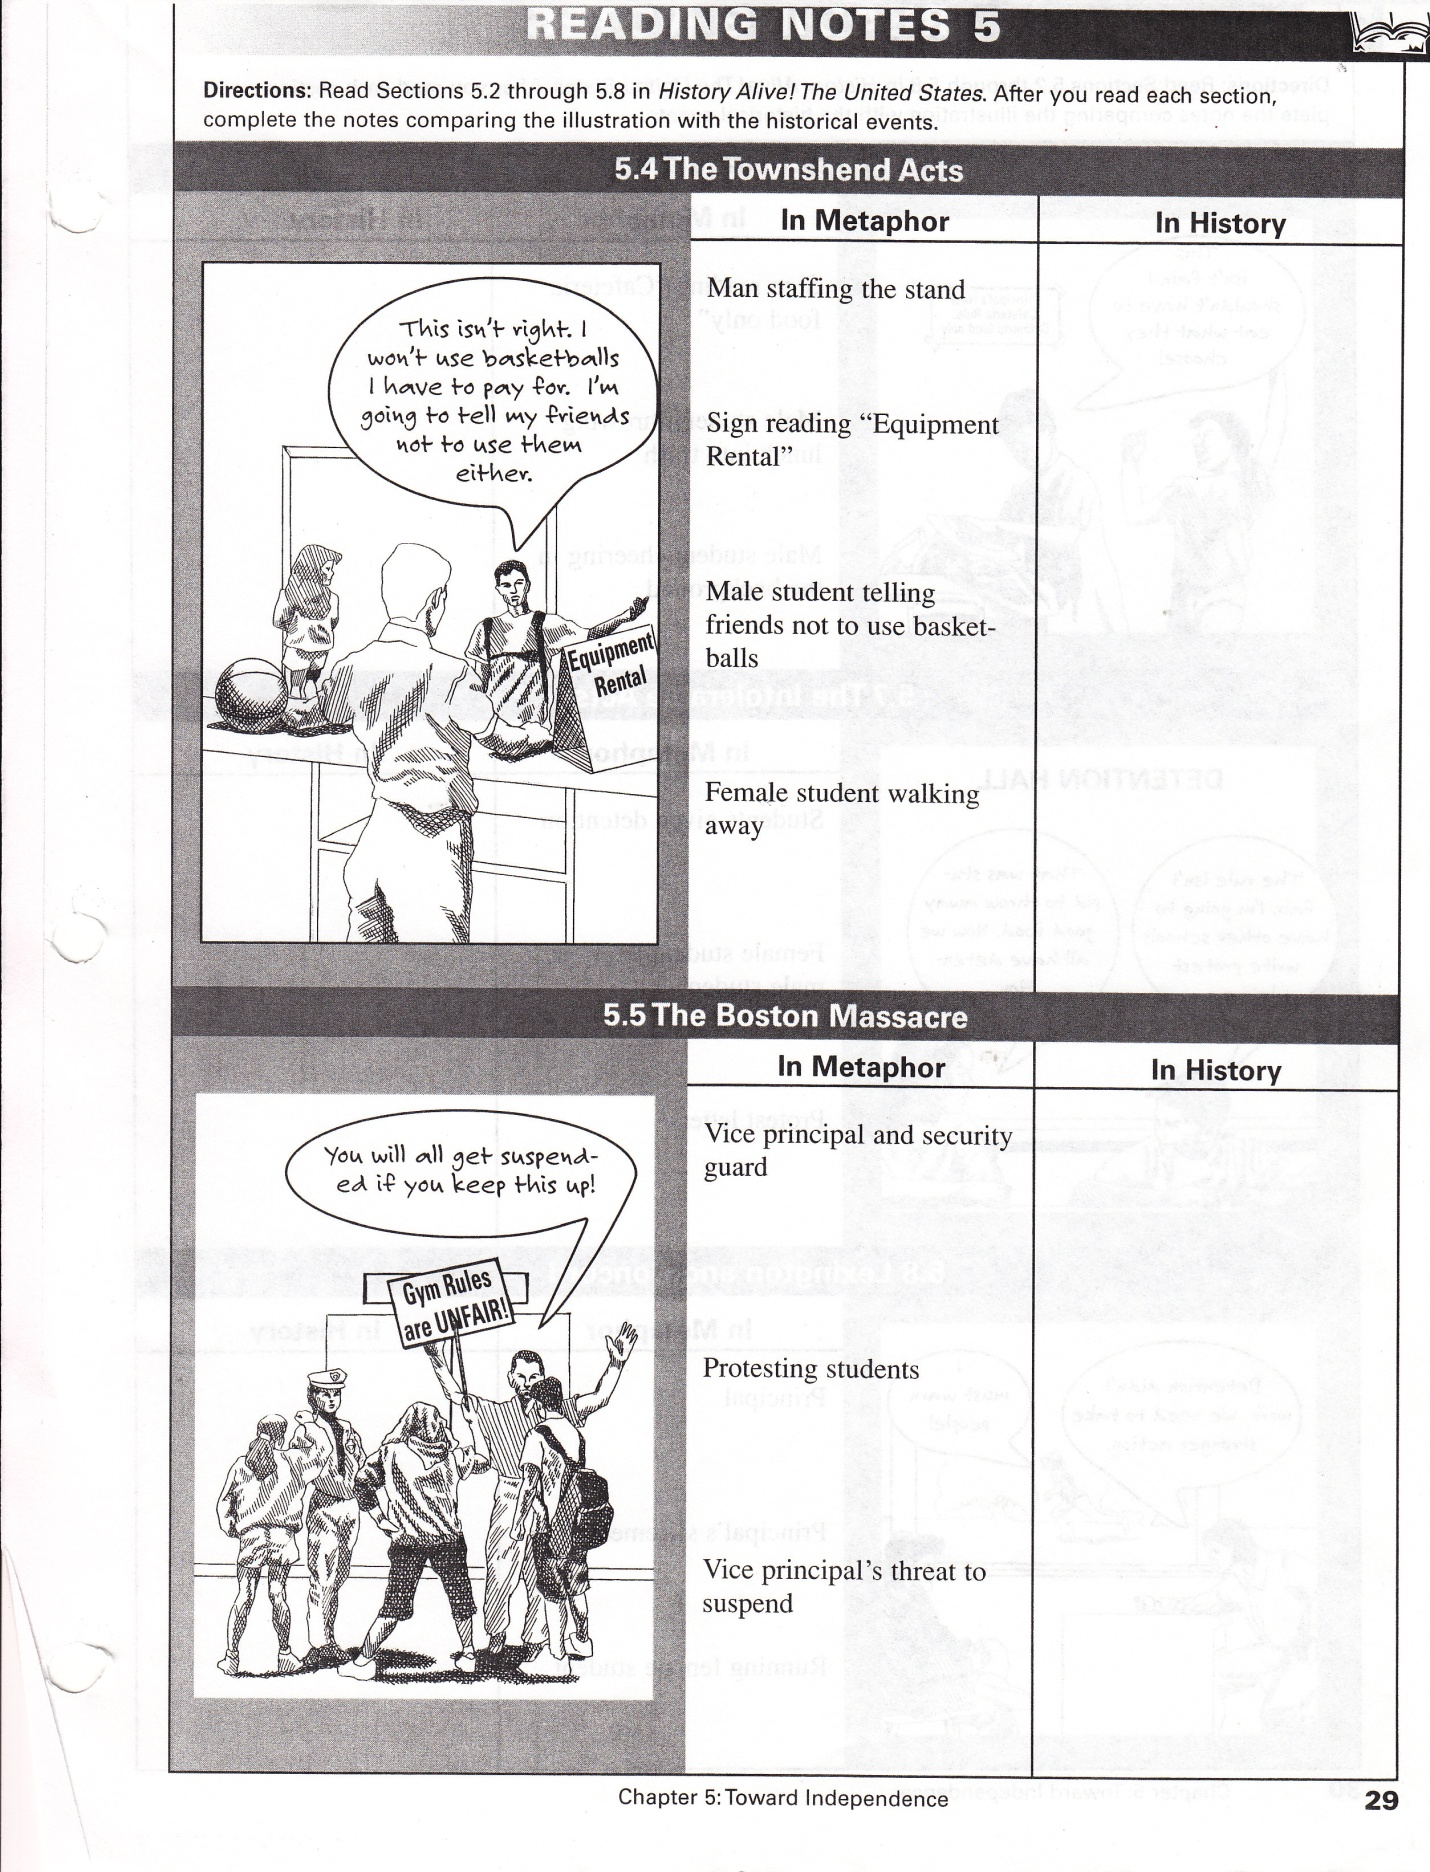 READING NOTES 5
Directions: Read Sections 5.2 through 5.8 in History Alive! The United States. After you read each section,
complete the notes comparing the illustration with the historical events.
5.4 The Townshend Acts
In Metaphor
In History
This isn't right. I
won't use basketballs
I have to pay for. I'm
going to tell my friends
not to use them
either.
Equipment
Rental
Man staffing the stand
Sign reading “Equipment
Rental”
Male student telling
friends not to use basket-
balls
Female student walking
away
5.5 The Boston Massacre
In Metaphor
In History
You will all get suspend-
ed if you keep this up!
Gym Rules
are UNFAIR!
Vice principal and security
guard
Protesting students
Vice principal's threat to
suspend
Chapter 5: Toward Independence
29